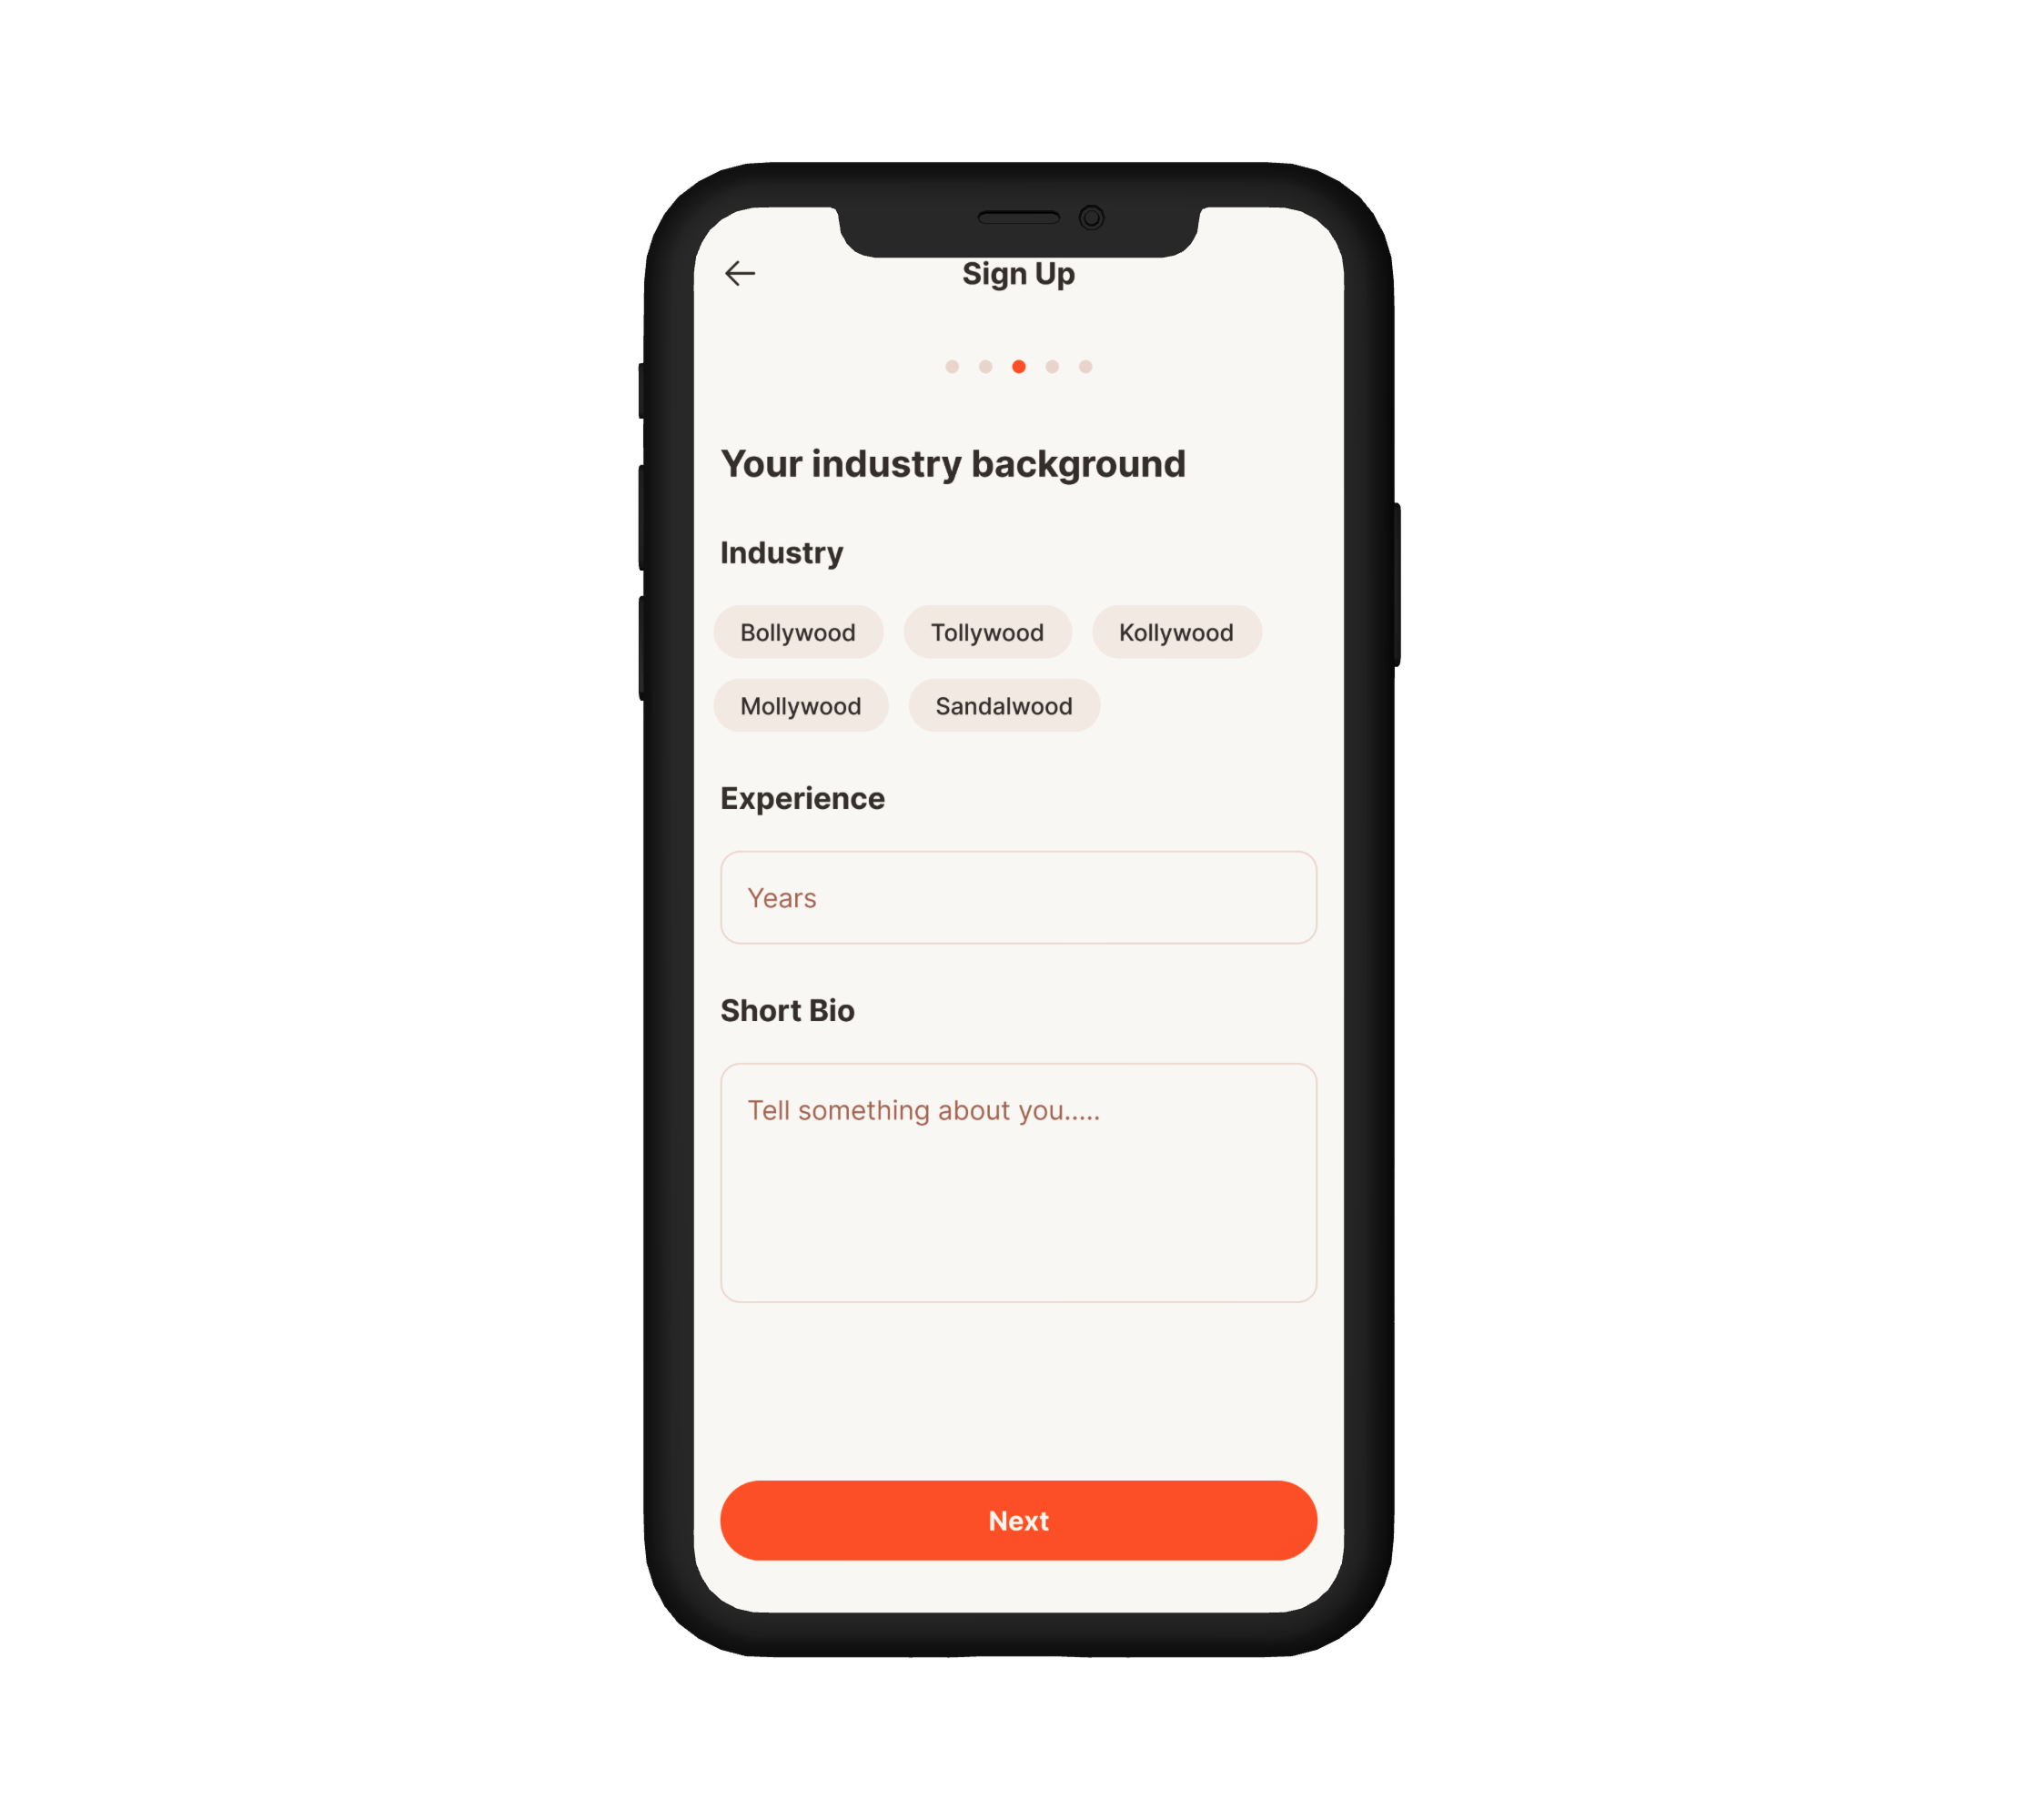 Sign Up
Your industry background
Industry
Bollywood Tollywood Kollywood
Mollywood Sandalwood
Experience
Years
Short Bio
Tell something about you.....
Next